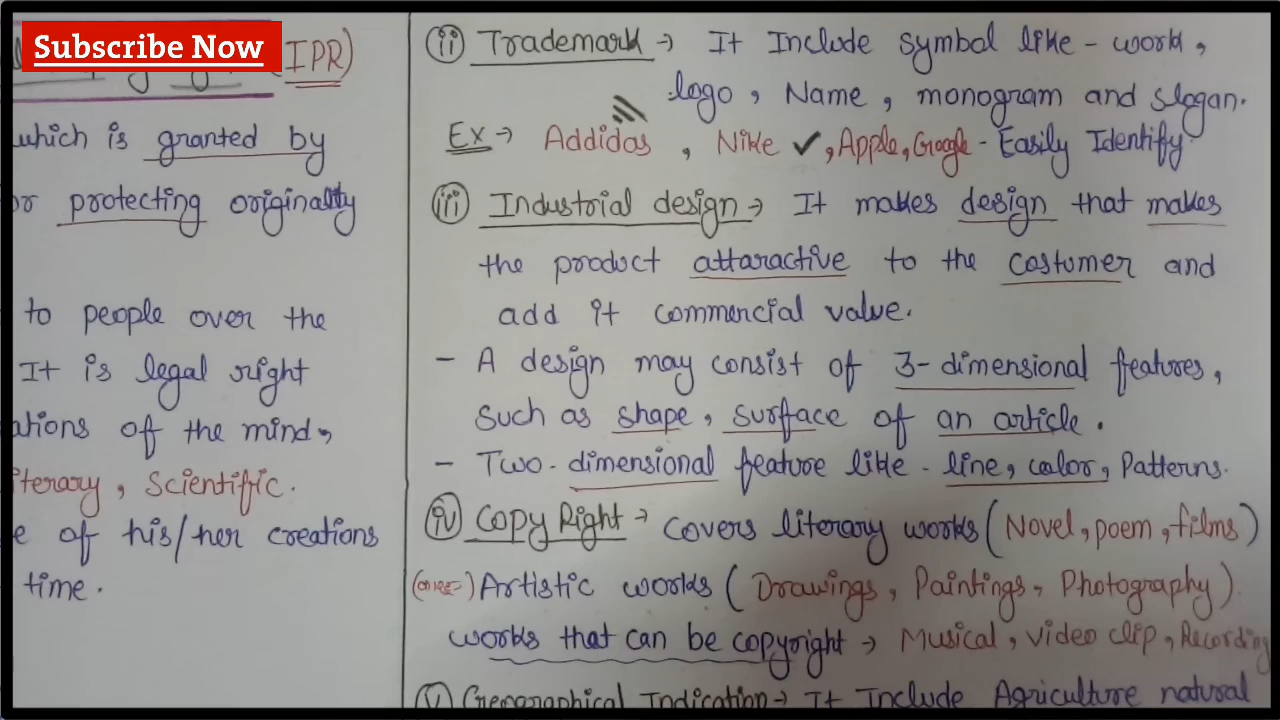 Subscribe Now
(IPR)
which is granted by
or protecting originality
to people over the
It is legal right
ations of the mind,
iterary, Scientific.
e of his/her creations
time.
(ii) Trademark → It Include symbol like - work,
logo, Name, monogram and slogan.
Ex → Addidas, Nike ✓, Apple, Google - Easily Identify
(iii) Industrial design → It makes design that makes
the product attaractive to the costumer and
add it commercial value.
- A design may consist of 3-dimensional features,
such as shape, surface of an article.
- Two-dimensional feature like - line, color, Patterns.
(iv) Copy Right → Covers literary works (Novel, poem, films)
Artistic works (Drawings, Paintings, Photography)
works that can be copyright → Musical, video clip, Recording
(v) Geographical Indication → It Include Agriculture natural